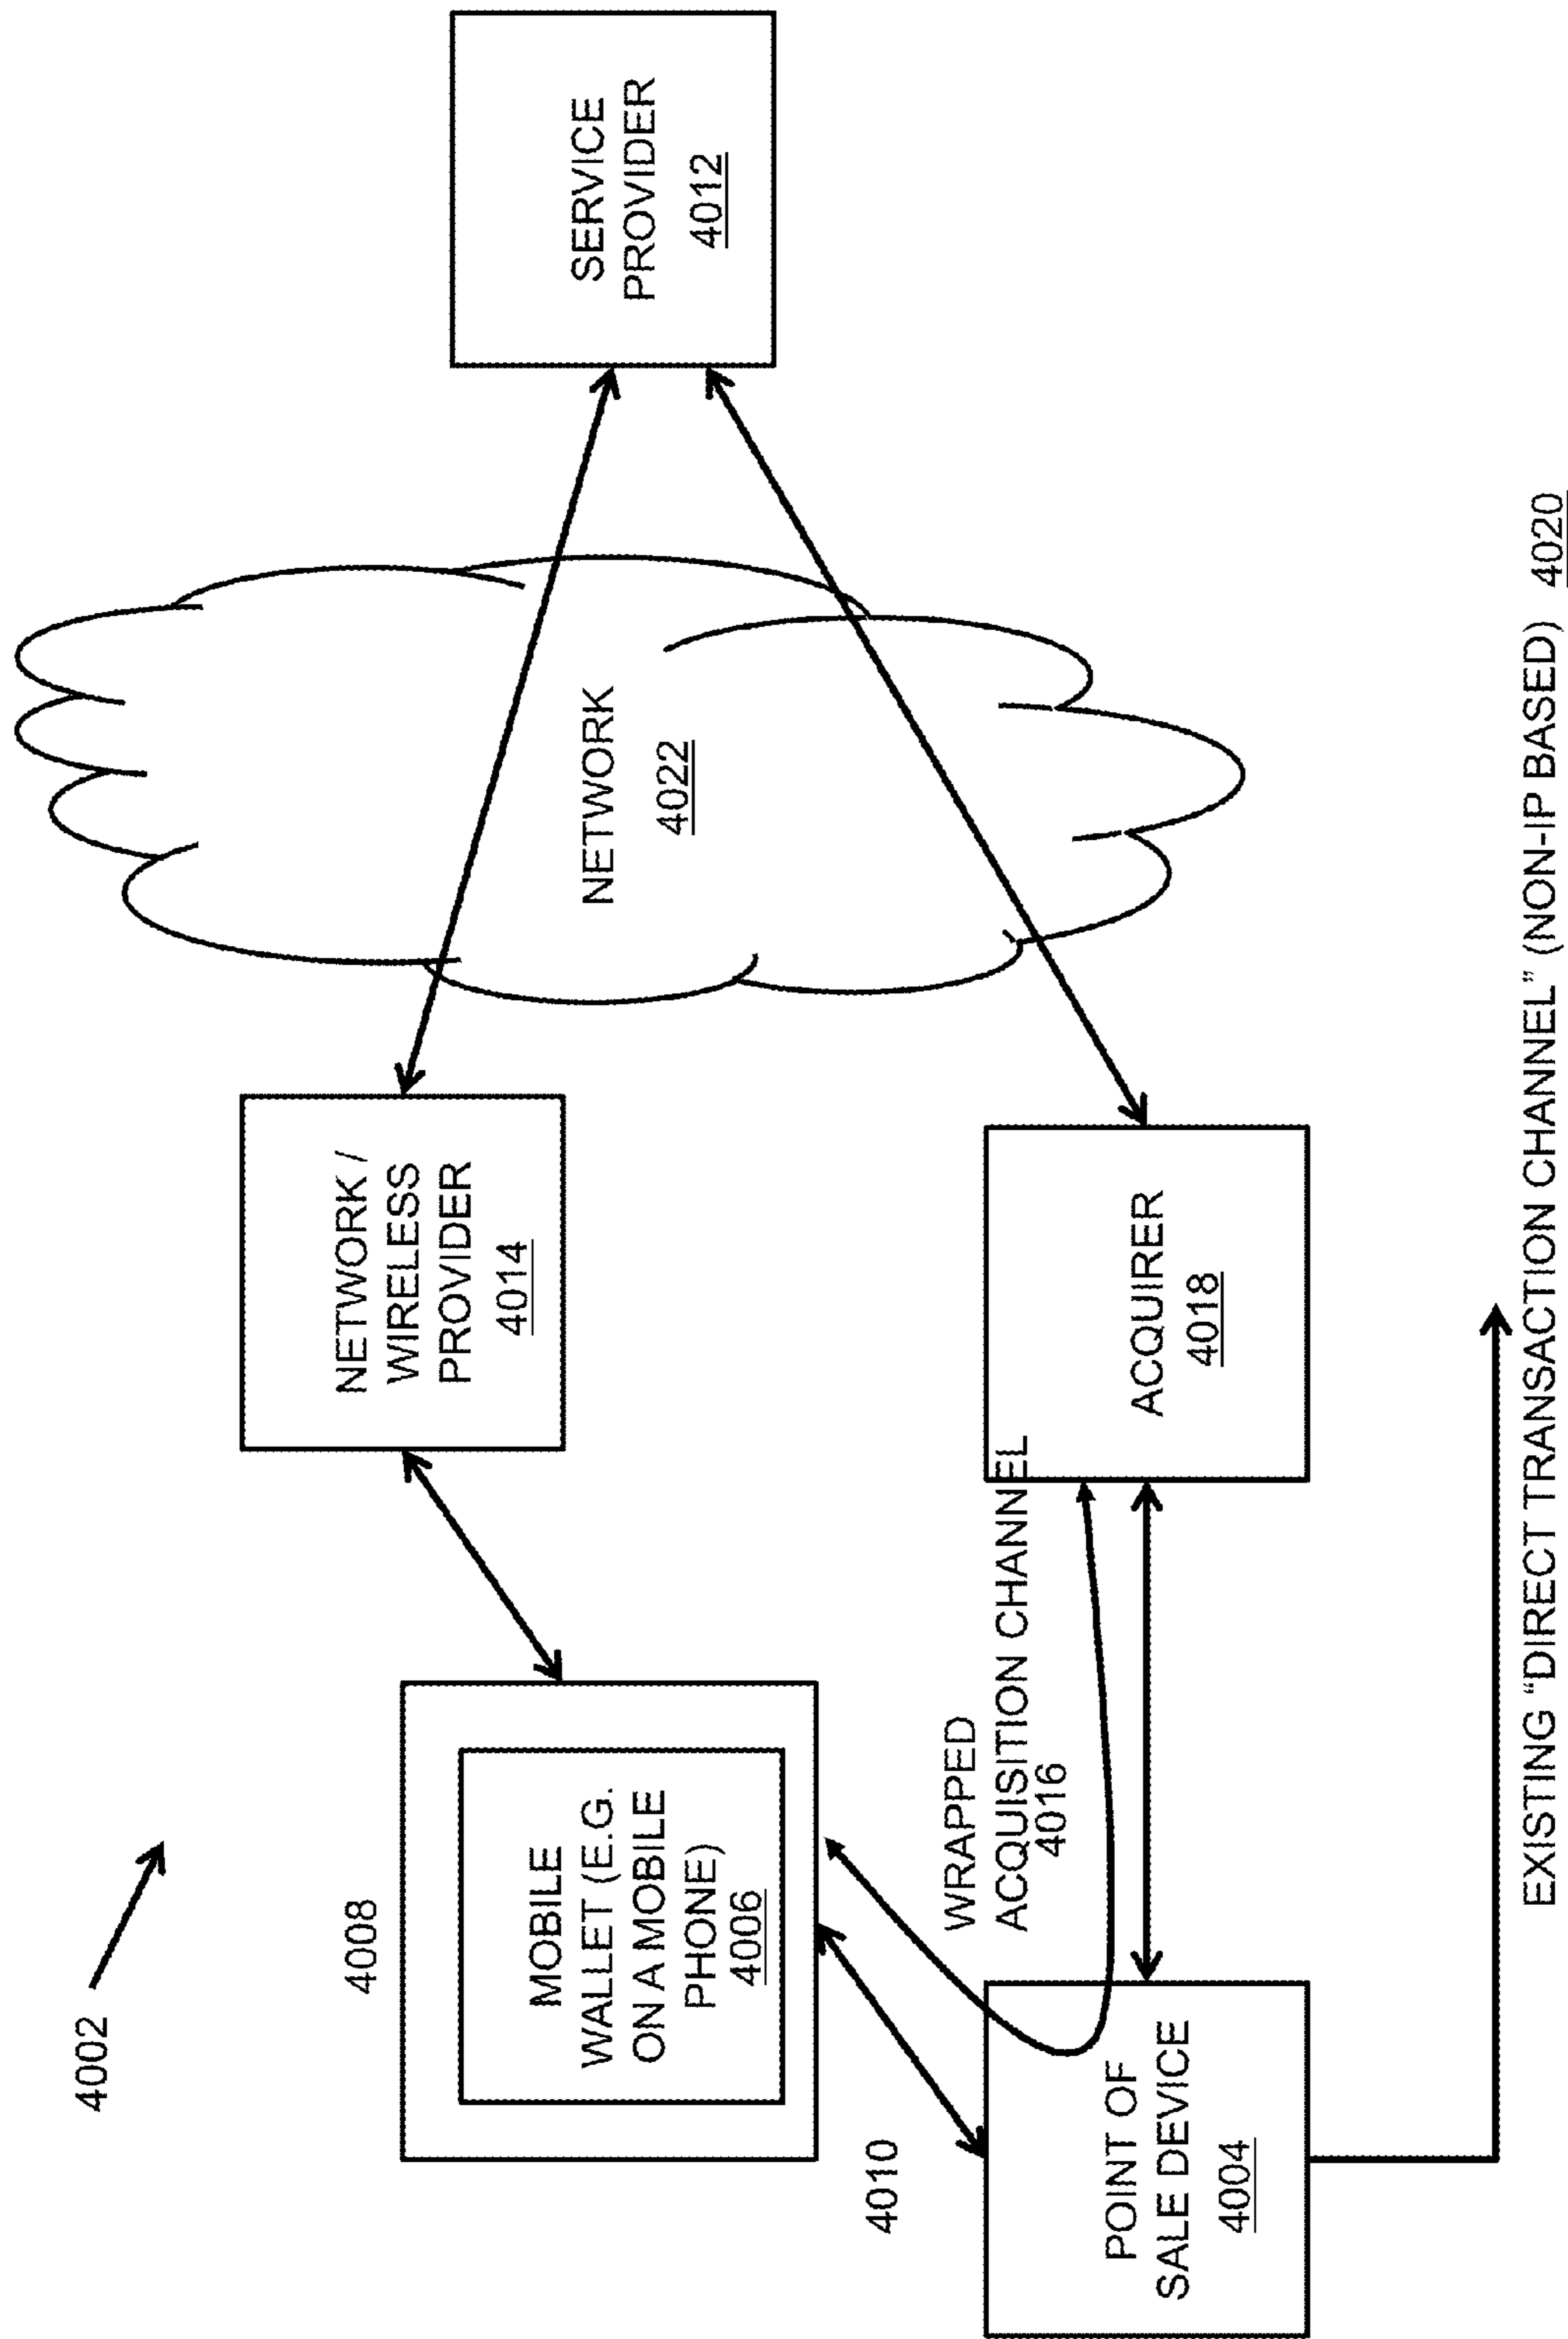 4002
4008
MOBILE
WALLET (E.G.
ON A MOBILE
PHONE)
4006
NETWORK /
WIRELESS
PROVIDER
4014
NETWORK
4022
SERVICE
PROVIDER
4012
4010
WRAPPED
ACQUISITION CHANNEL
4016
POINT OF
SALE DEVICE
4004
ACQUIRER
4018
EXISTING “DIRECT TRANSACTION CHANNEL” (NON-IP BASED) 4020